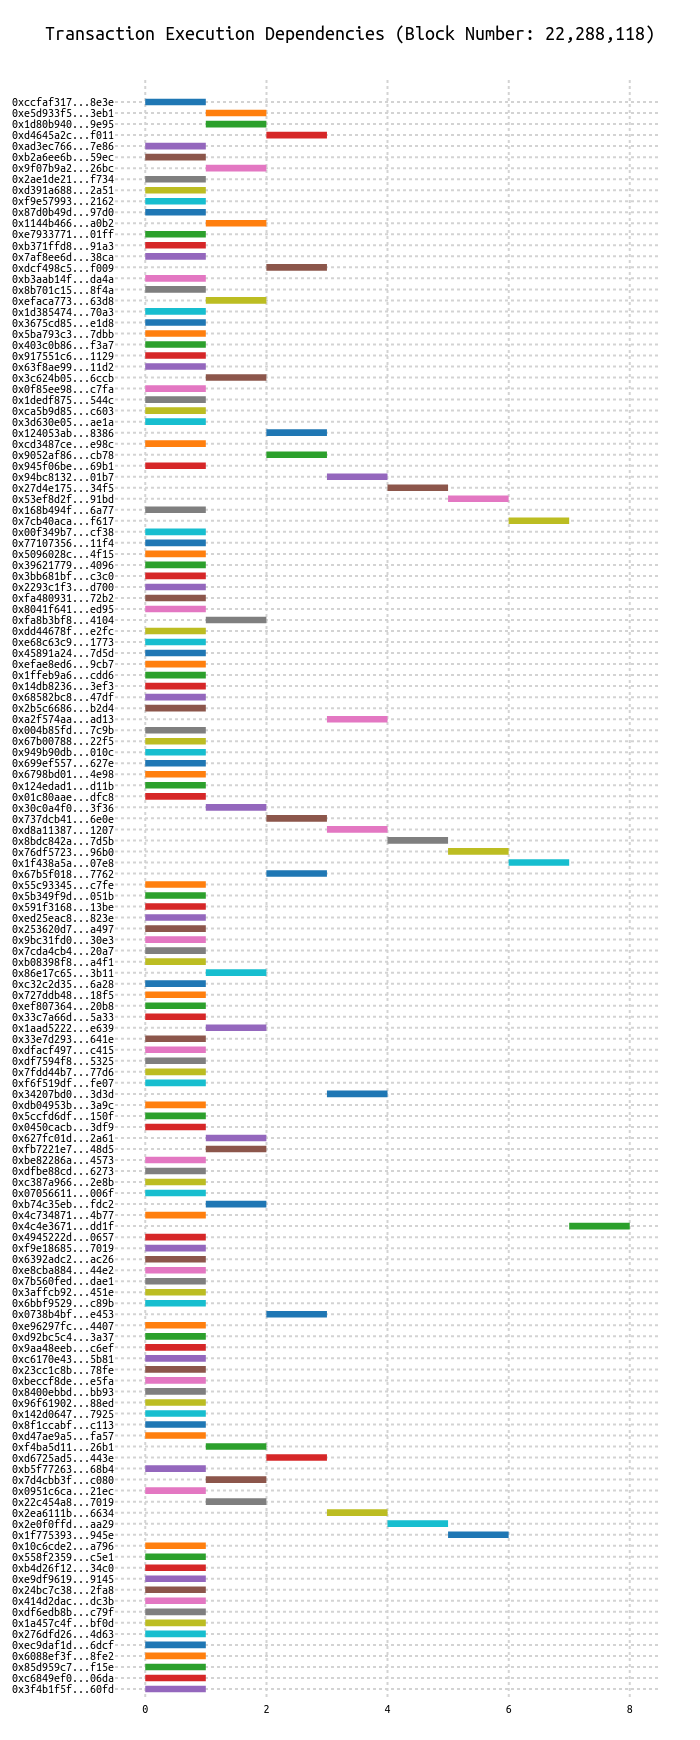 Transaction Execution Dependencies (Block Number: 22,288,118)
0xccfaf317...8e3e
0xe5d933f5...3eb1
0x1d80b940...9e95
0xd4645a2c...f011
0xad3ec766...7e86
0xb2a6ee6b...59ec
0x9f07b9a2...26bc
0x2ae1de21...f734
0xd391a688...2a51
0xf9e57993...2162
0x87d0b49d...97d0
0x1144b466...a0b2
0xe7933771...01ff
0xb371ffd8...91a3
0x7af8ee6d...38ca
0xdcf498c5...f009
0xb3aab14f...da4a
0x8b701c15...8f4a
0xefaca773...63d8
0x1d385474...70a3
0x3675cd85...e1d8
0x5ba793c3...7dbb
0x403c0b86...f3a7
0x917551c6...1129
0x63f8ae99...11d2
0x3c624b05...6ccb
0x0f85ee98...c7fa
0x1dedf875...544c
0xca5b9d85...c603
0x3d630e05...ae1a
0x124053ab...8386
0xcd3487ce...e98c
0x9052af86...cb78
0x945f06be...69b1
0x94bc8132...01b7
0x27d4e175...34f5
0x53ef8d2f...91bd
0x168b494f...6a77
0x7cb40aca...f617
0x00f349b7...cf38
0x77107356...11f4
0x5096028c...4f15
0x39621779...4096
0x3bb681bf...c3c0
0x2293c1f3...d700
0xfa480931...72b2
0x8041f641...ed95
0xfa8b3bf8...4104
0xdd44678f...e2fc
0xe68c63c9...1773
0x45891a24...7d5d
0xefae8ed6...9cb7
0x1ffeb9a6...cdd6
0x14db8236...3ef3
0x68582bc8...47df
0x2b5c6686...b2d4
0xa2f574aa...ad13
0x004b85fd...7c9b
0x67b00788...22f5
0x949b90db...010c
0x699ef557...627e
0x6798bd01...4e98
0x124edad1...d11b
0x01c80aae...dfc8
0x30c0a4f0...3f36
0x737dcb41...6e0e
0xd8a11387...1207
0x8bdc842a...7d5b
0x76df5723...96b0
0x1f438a5a...07e8
0x67b5f018...7762
0x55c93345...c7fe
0x5b349f9d...051b
0x591f3168...13be
0xed25eac8...823e
0x253620d7...a497
0x9bc31fd0...30e3
0x7cda4cb4...20a7
0xb08398f8...a4f1
0x86e17c65...3b11
0xc32c2d35...6a28
0x727ddb48...18f5
0xef807364...20b8
0x33c7a66d...5a33
0x1aad5222...e639
0x33e7d293...641e
0xdfacf497...c415
0xdf7594f8...5325
0x7fdd44b7...77d6
0xf6f519df...fe07
0x34207bd0...3d3d
0xdb04953b...3a9c
0x5ccfd6df...150f
0x0450cacb...3df9
0x627fc01d...2a61
0xfb7221e7...48d5
0xbe82286a...4573
0xdfbe88cd...6273
0xc387a966...2e8b
0x07056611...006f
0xb74c35eb...fdc2
0x4c734871...4b77
0x4c4e3671...dd1f
0x4945222d...0657
0xf9e18685...7019
0x6392adc2...ac26
0xe8cba884...44e2
0x7b560fed...dae1
0x3affcb92...451e
0x6bbf9529...c89b
0x0738b4bf...e453
0xe96297fc...4407
0xd92bc5c4...3a37
0x9aa48eeb...c6ef
0xc6170e43...5b81
0x23cc1c8b...78fe
0xbeccf8de...e5fa
0x8400ebbd...bb93
0x96f61902...88ed
0x142d0647...7925
0x8f1ccabf...c113
0xd47ae9a5...fa57
0xf4ba5d11...26b1
0xd6725ad5...443e
0xb5f77263...68b4
0x7d4cbb3f...c080
0x0951c6ca...21ec
0x22c454a8...7019
0x2ea6111b...6634
0x2e0f0ffd...aa29
0x1f775393...945e
0x10c6cde2...a796
0x558f2359...c5e1
0xb4d26f12...34c0
0xe9df9619...9145
0x24bc7c38...2fa8
0x414d2dac...dc3b
0xdf6edb8b...c79f
0x1a457c4f...bf0d
0x276dfd26...4d63
0xec9daf1d...6dcf
0x6088ef3f...8fe2
0x85d959c7...f15e
0xc6849ef0...06da
0x3f4b1f5f...60fd
0 2 4 6 8